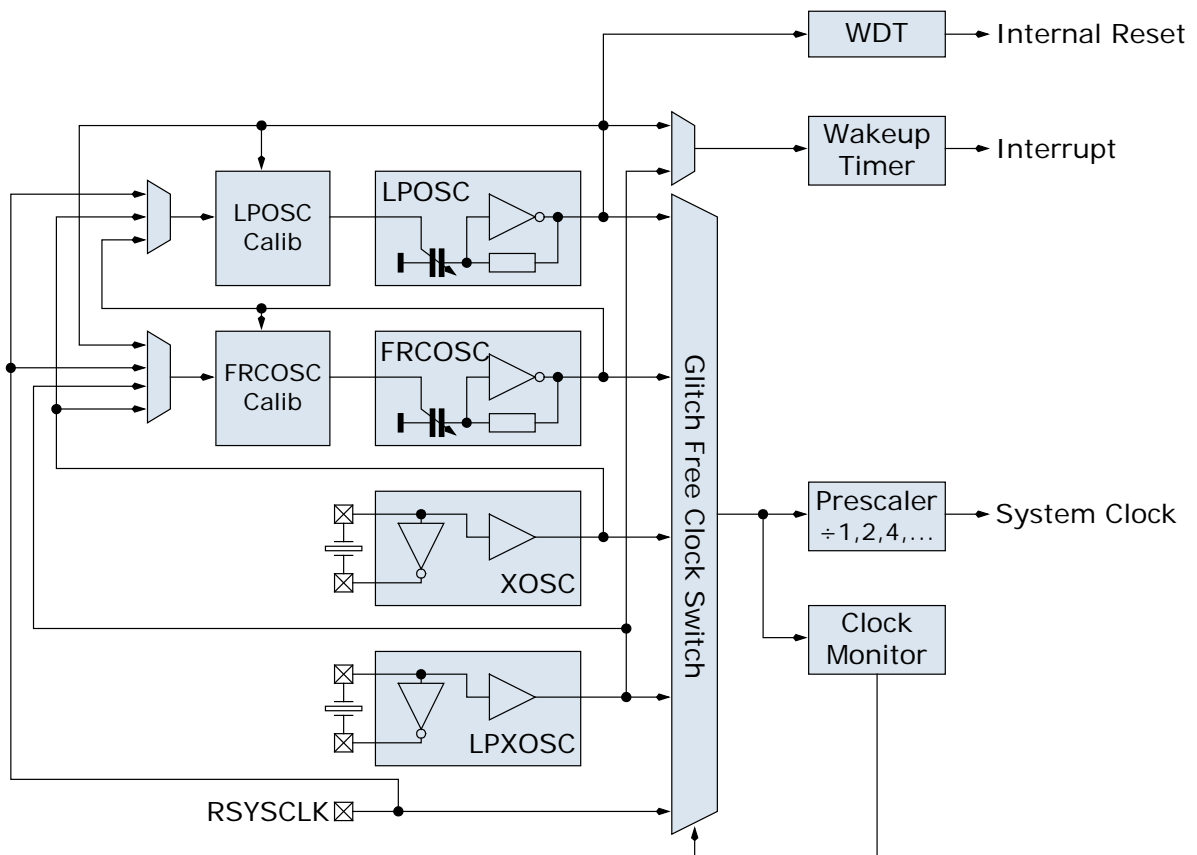 WDT
Internal Reset
Wakeup
Timer
Interrupt
LPOSC
Calib
LPOSC
FRCOSC
Calib
FRCOSC
Glitch Free Clock Switch
Prescaler
÷1,2,4,...
System Clock
XOSC
Clock
Monitor
LPXOSC
RSYSCLK